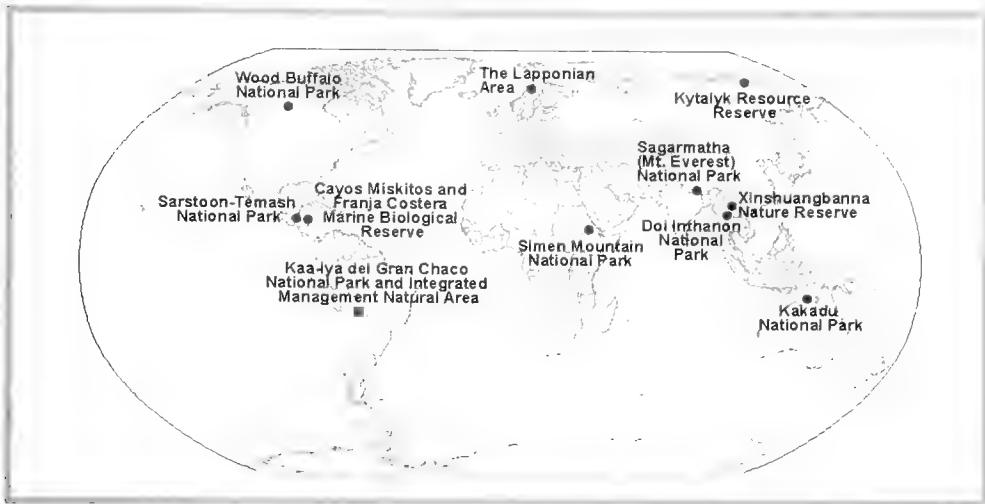 Wood Buffalo
National Park
The Lapponian
Area
Kytalyk Resource
Reserve
Sagarmatha
(Mt. Everest)
National Park
Sarstoon-Temash
National Park
Cayos Miskitos and
Franja Costera
Marine Biological
Reserve
Xinshuangbanna
Nature Reserve
Doi Inthanon
National
Park
Simen Mountain
National Park
Kaa-Iya del Gran Chaco
National Park and Integrated
Management Natural Area
Kakadu
National Park